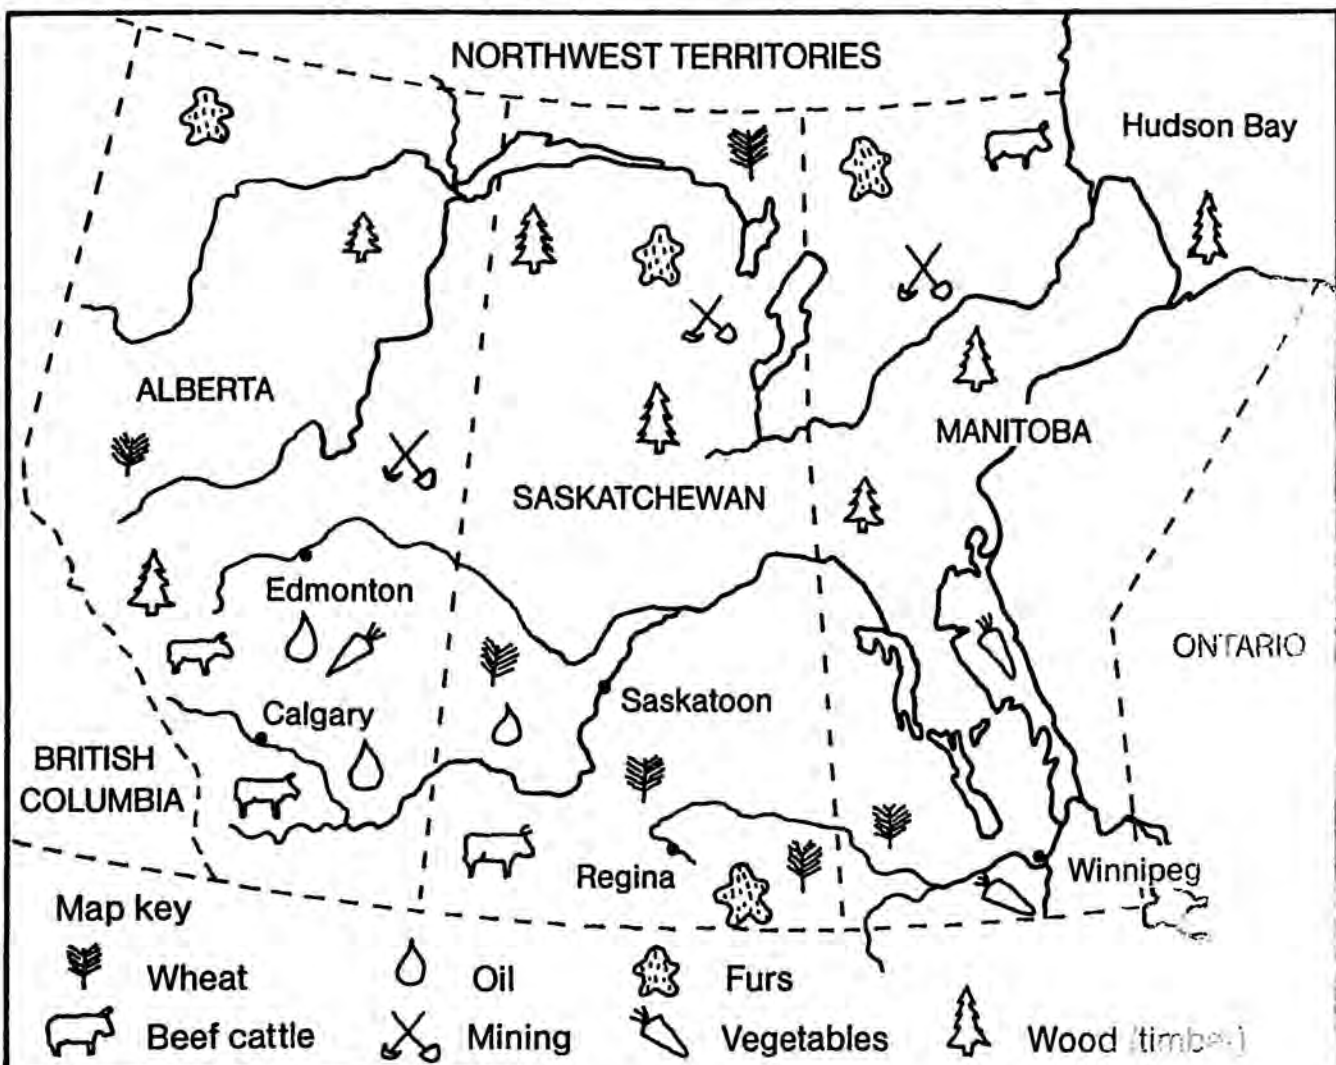 NORTHWEST TERRITORIES
Hudson Bay
ALBERTA
MANITOBA
SASKATCHEWAN
Edmonton
ONTARIO
Saskatoon
Calgary
BRITISH
COLUMBIA
Regina
Winnipeg
Map key
Wheat
Oil
Furs
Beef cattle
Mining
Vegetables
Wood (timber)